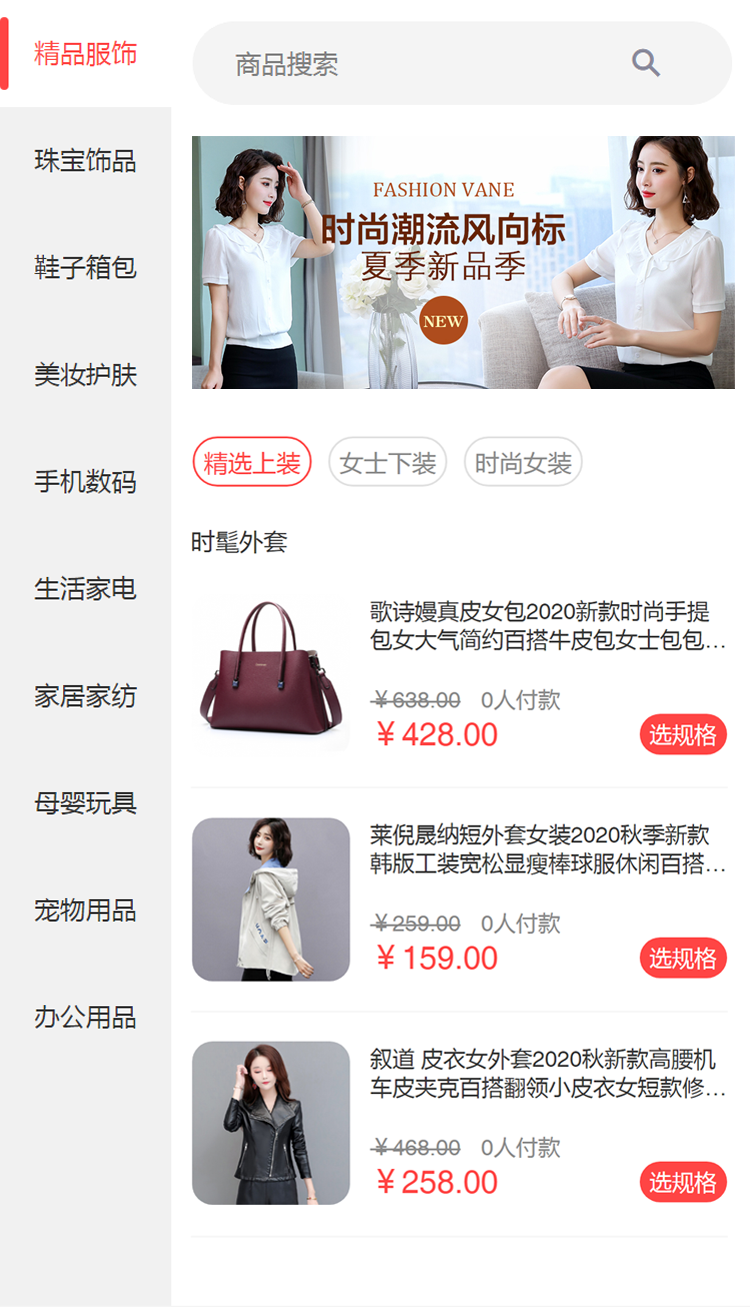 精品服饰
珠宝饰品
鞋子箱包
美妆护肤
手机数码
生活家电
家居家纺
母婴玩具
宠物用品
办公用品
商品搜索
FASHION VANE
时尚潮流风向标
夏季新品季
NEW
精选上装
女士下装
时尚女装
时髦外套
歌诗嫚真皮女包2020新款时尚手提
包女大气简约百搭牛皮包女士包包…
￥638.00 0人付款
￥428.00
选规格
莱倪晟纳短外套女装2020秋季新款
韩版工装宽松显瘦棒球服休闲百搭…
￥259.00 0人付款
￥159.00
选规格
叙道 皮衣女外套2020秋新款高腰机
车皮夹克百搭翻领小皮衣女短款修…
￥468.00 0人付款
￥258.00
选规格